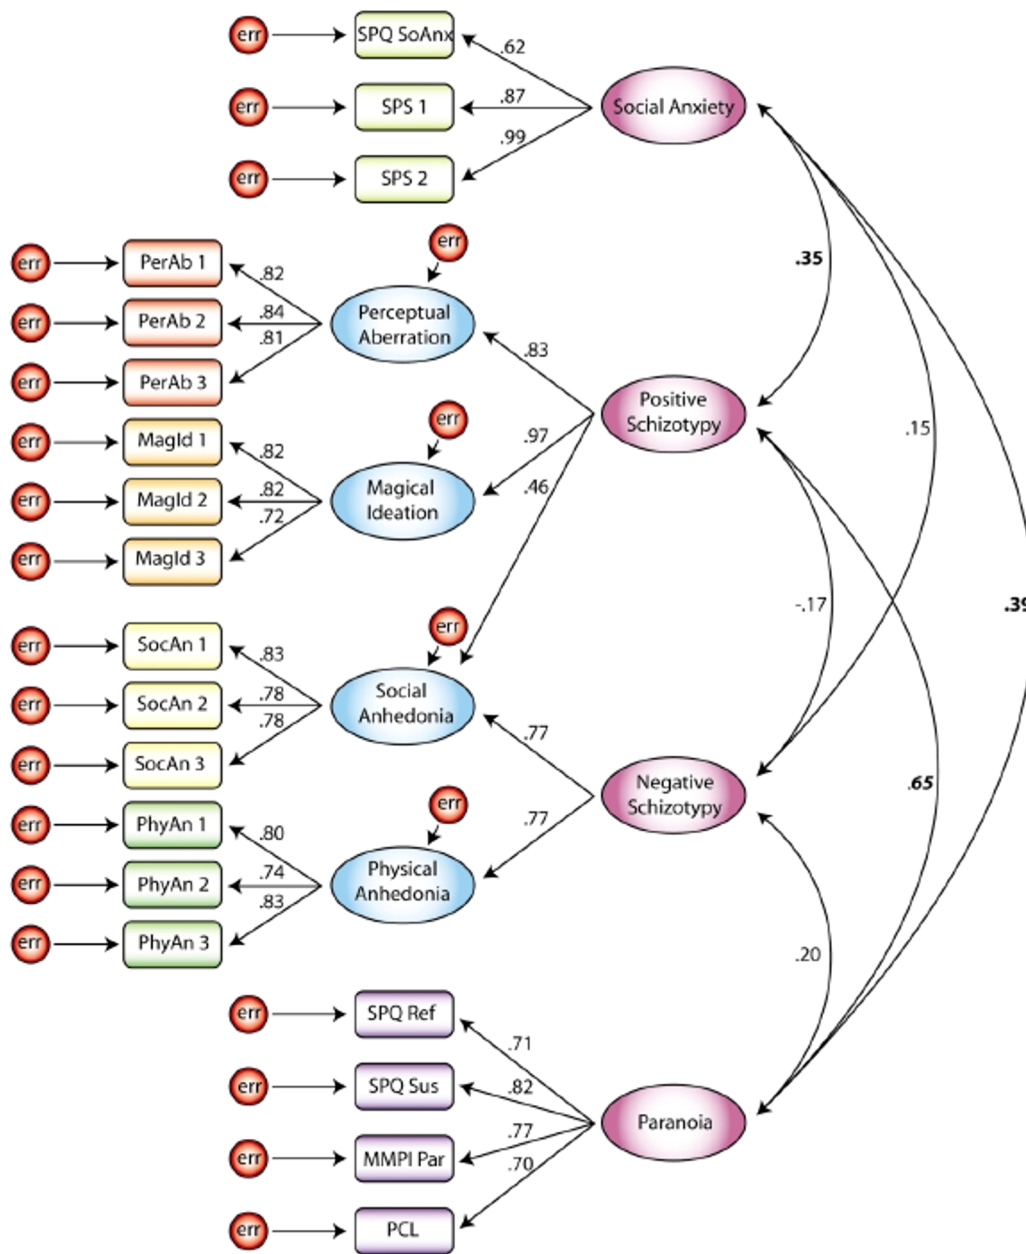 err
SPQ SoAnx
.62
err
SPS 1
.87
Social Anxiety
.99
err
SPS 2
err
err
PerAb 1
.82
.35
err
PerAb 2
.84
Perceptual
Aberration
.81
.83
err
PerAb 3
Positive
Schizotypy
err
err
MagId 1
.82
.97
.15
.46
err
MagId 2
.82
Magical
Ideation
.72
err
MagId 3
-.17
.39
err
err
SocAn 1
.83
err
SocAn 2
.78
Social
Anhedonia
.78
.77
err
SocAn 3
Negative
Schizotypy
.65
err
err
PhyAn 1
.80
.77
err
PhyAn 2
.74
Physical
Anhedonia
.83
err
PhyAn 3
.20
err
SPQ Ref
.71
err
SPQ Sus
.82
Paranoia
.77
err
MMPI Par
.70
err
PCL